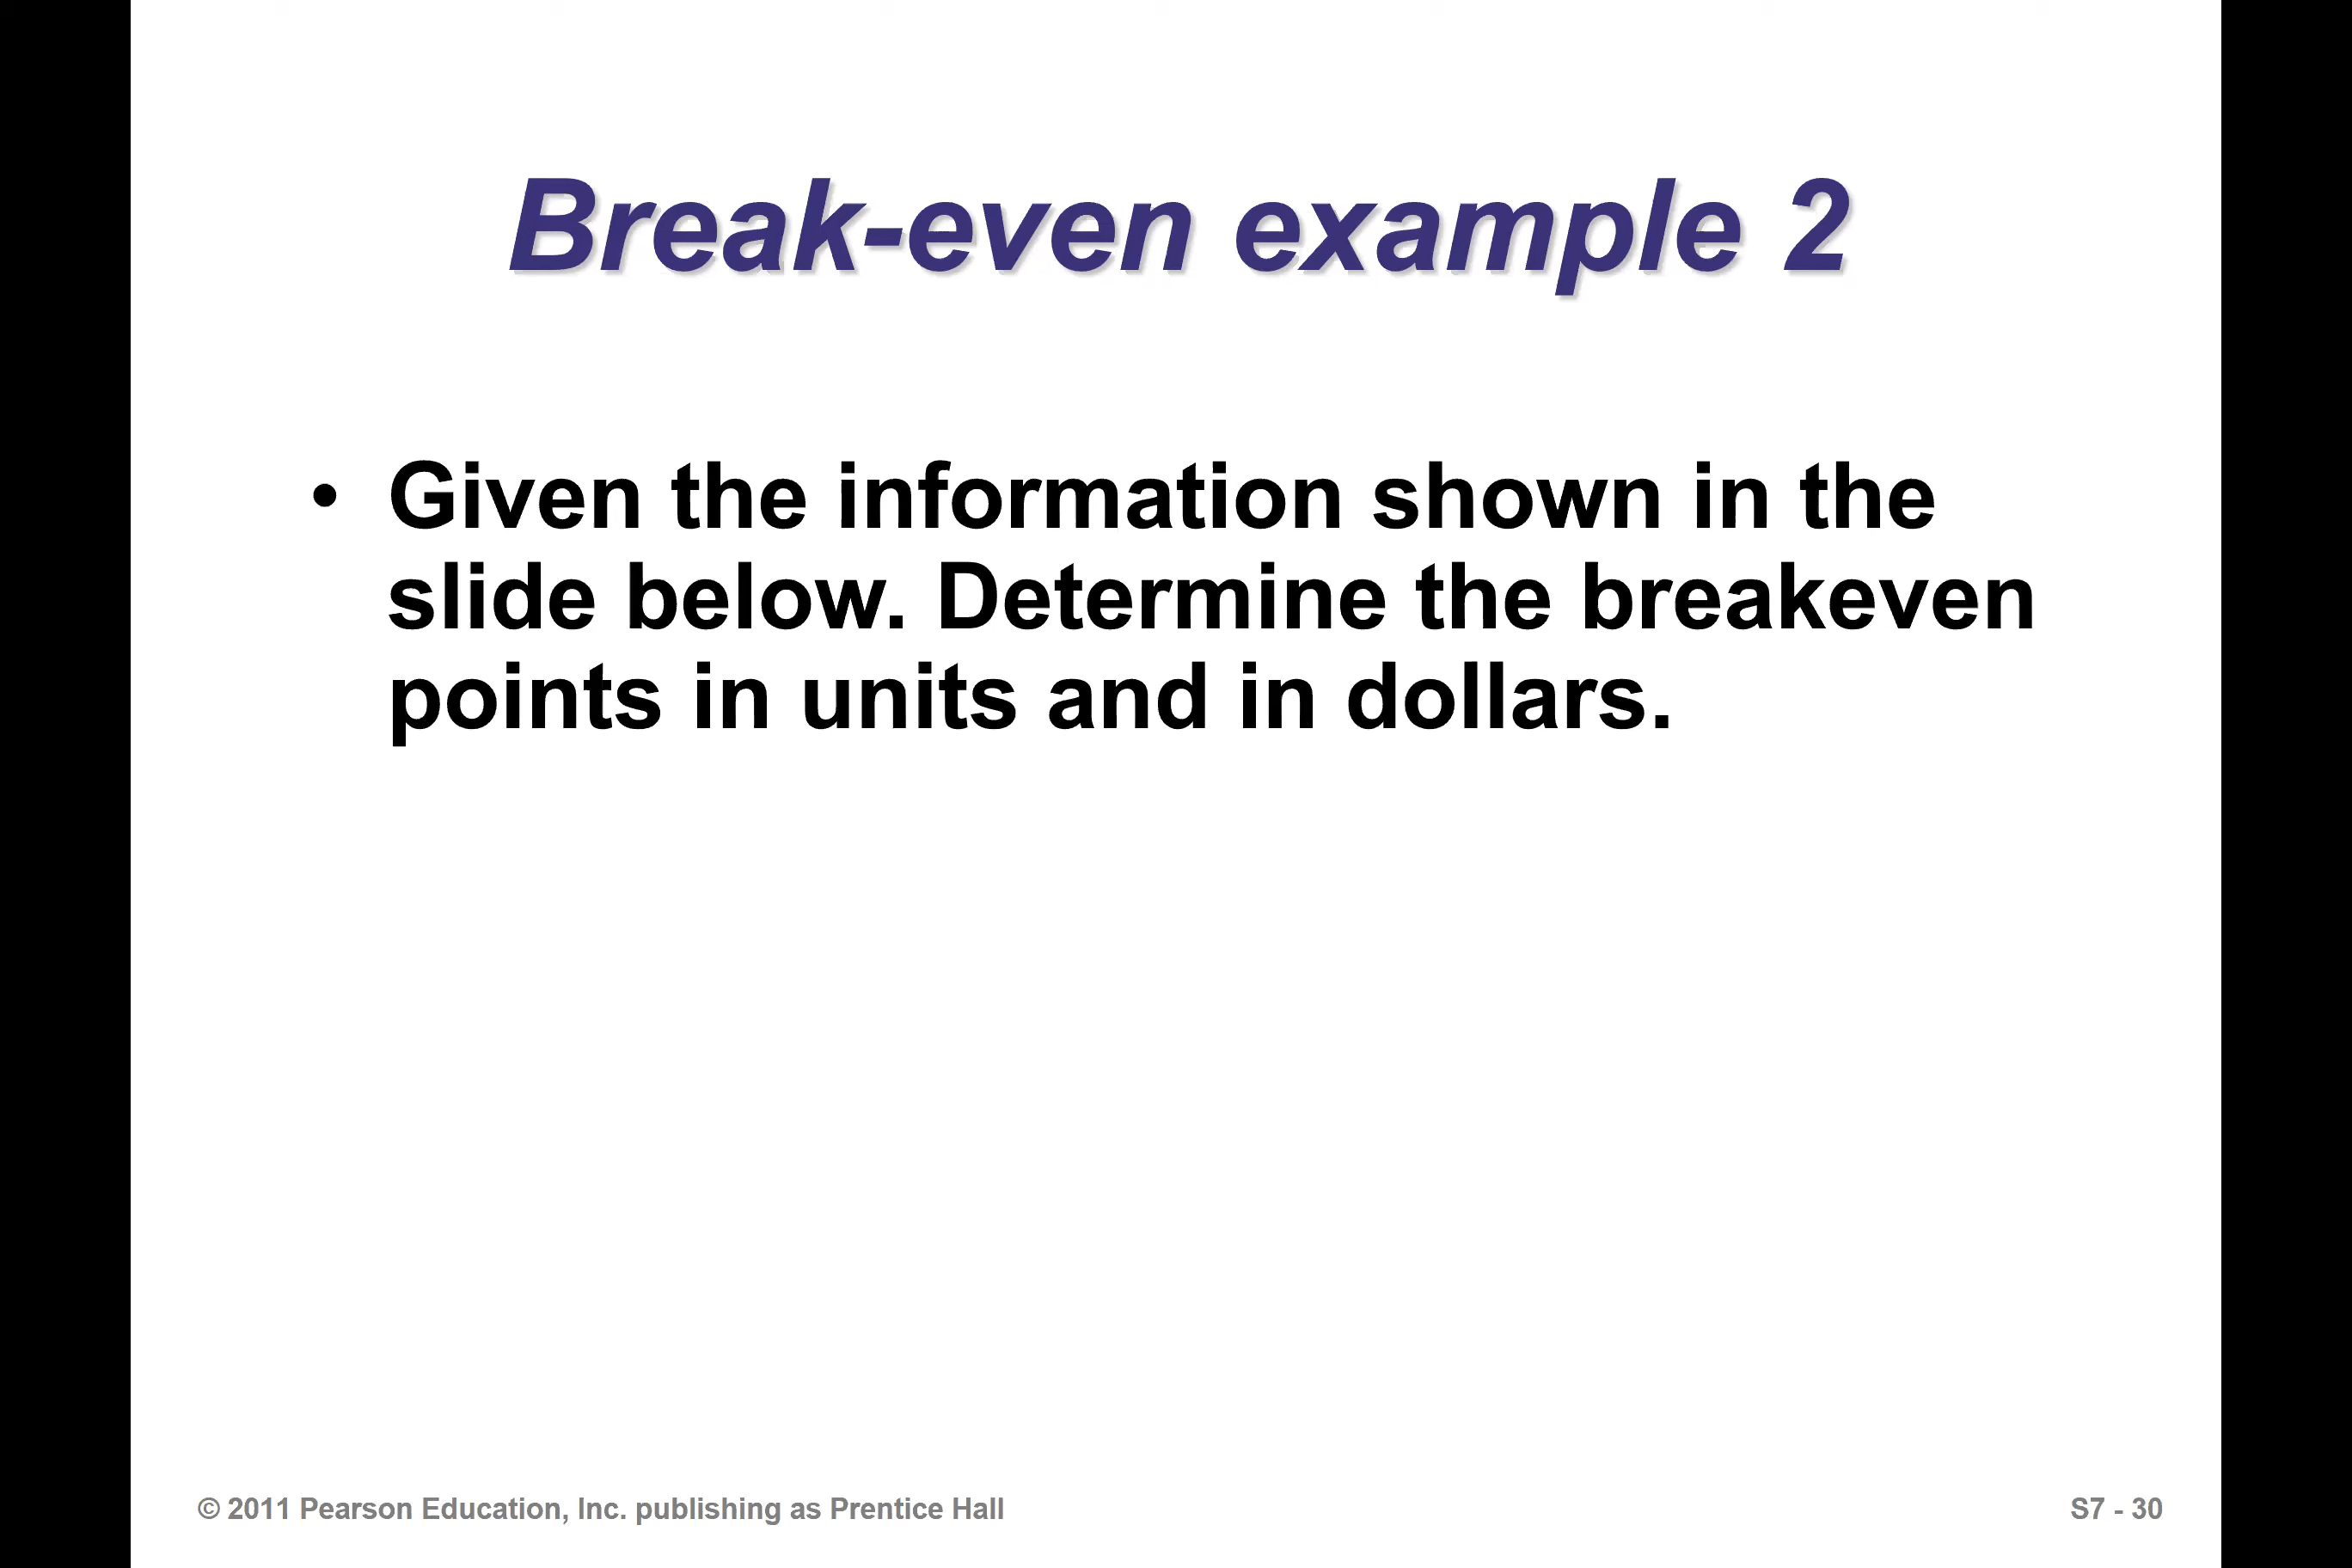 Break-even example 2
• Given the information shown in the
slide below. Determine the breakeven
points in units and in dollars.
© 2011 Pearson Education, Inc. publishing as Prentice Hall
S7 - 30